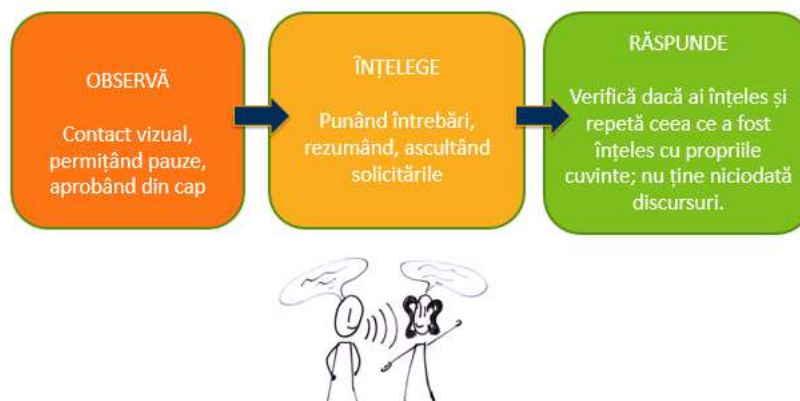 OBSERVĂ
Contact vizual,
permițând pauze,
aprobând din cap
ÎNȚELEGE
Punând întrebări,
rezumând, ascultând
solicitările
RĂSPUNDE
Verifică dacă ai înțeles și
repetă ceea ce a fost
înțeles cu propriile
cuvinte; nu ține niciodată
discursuri.